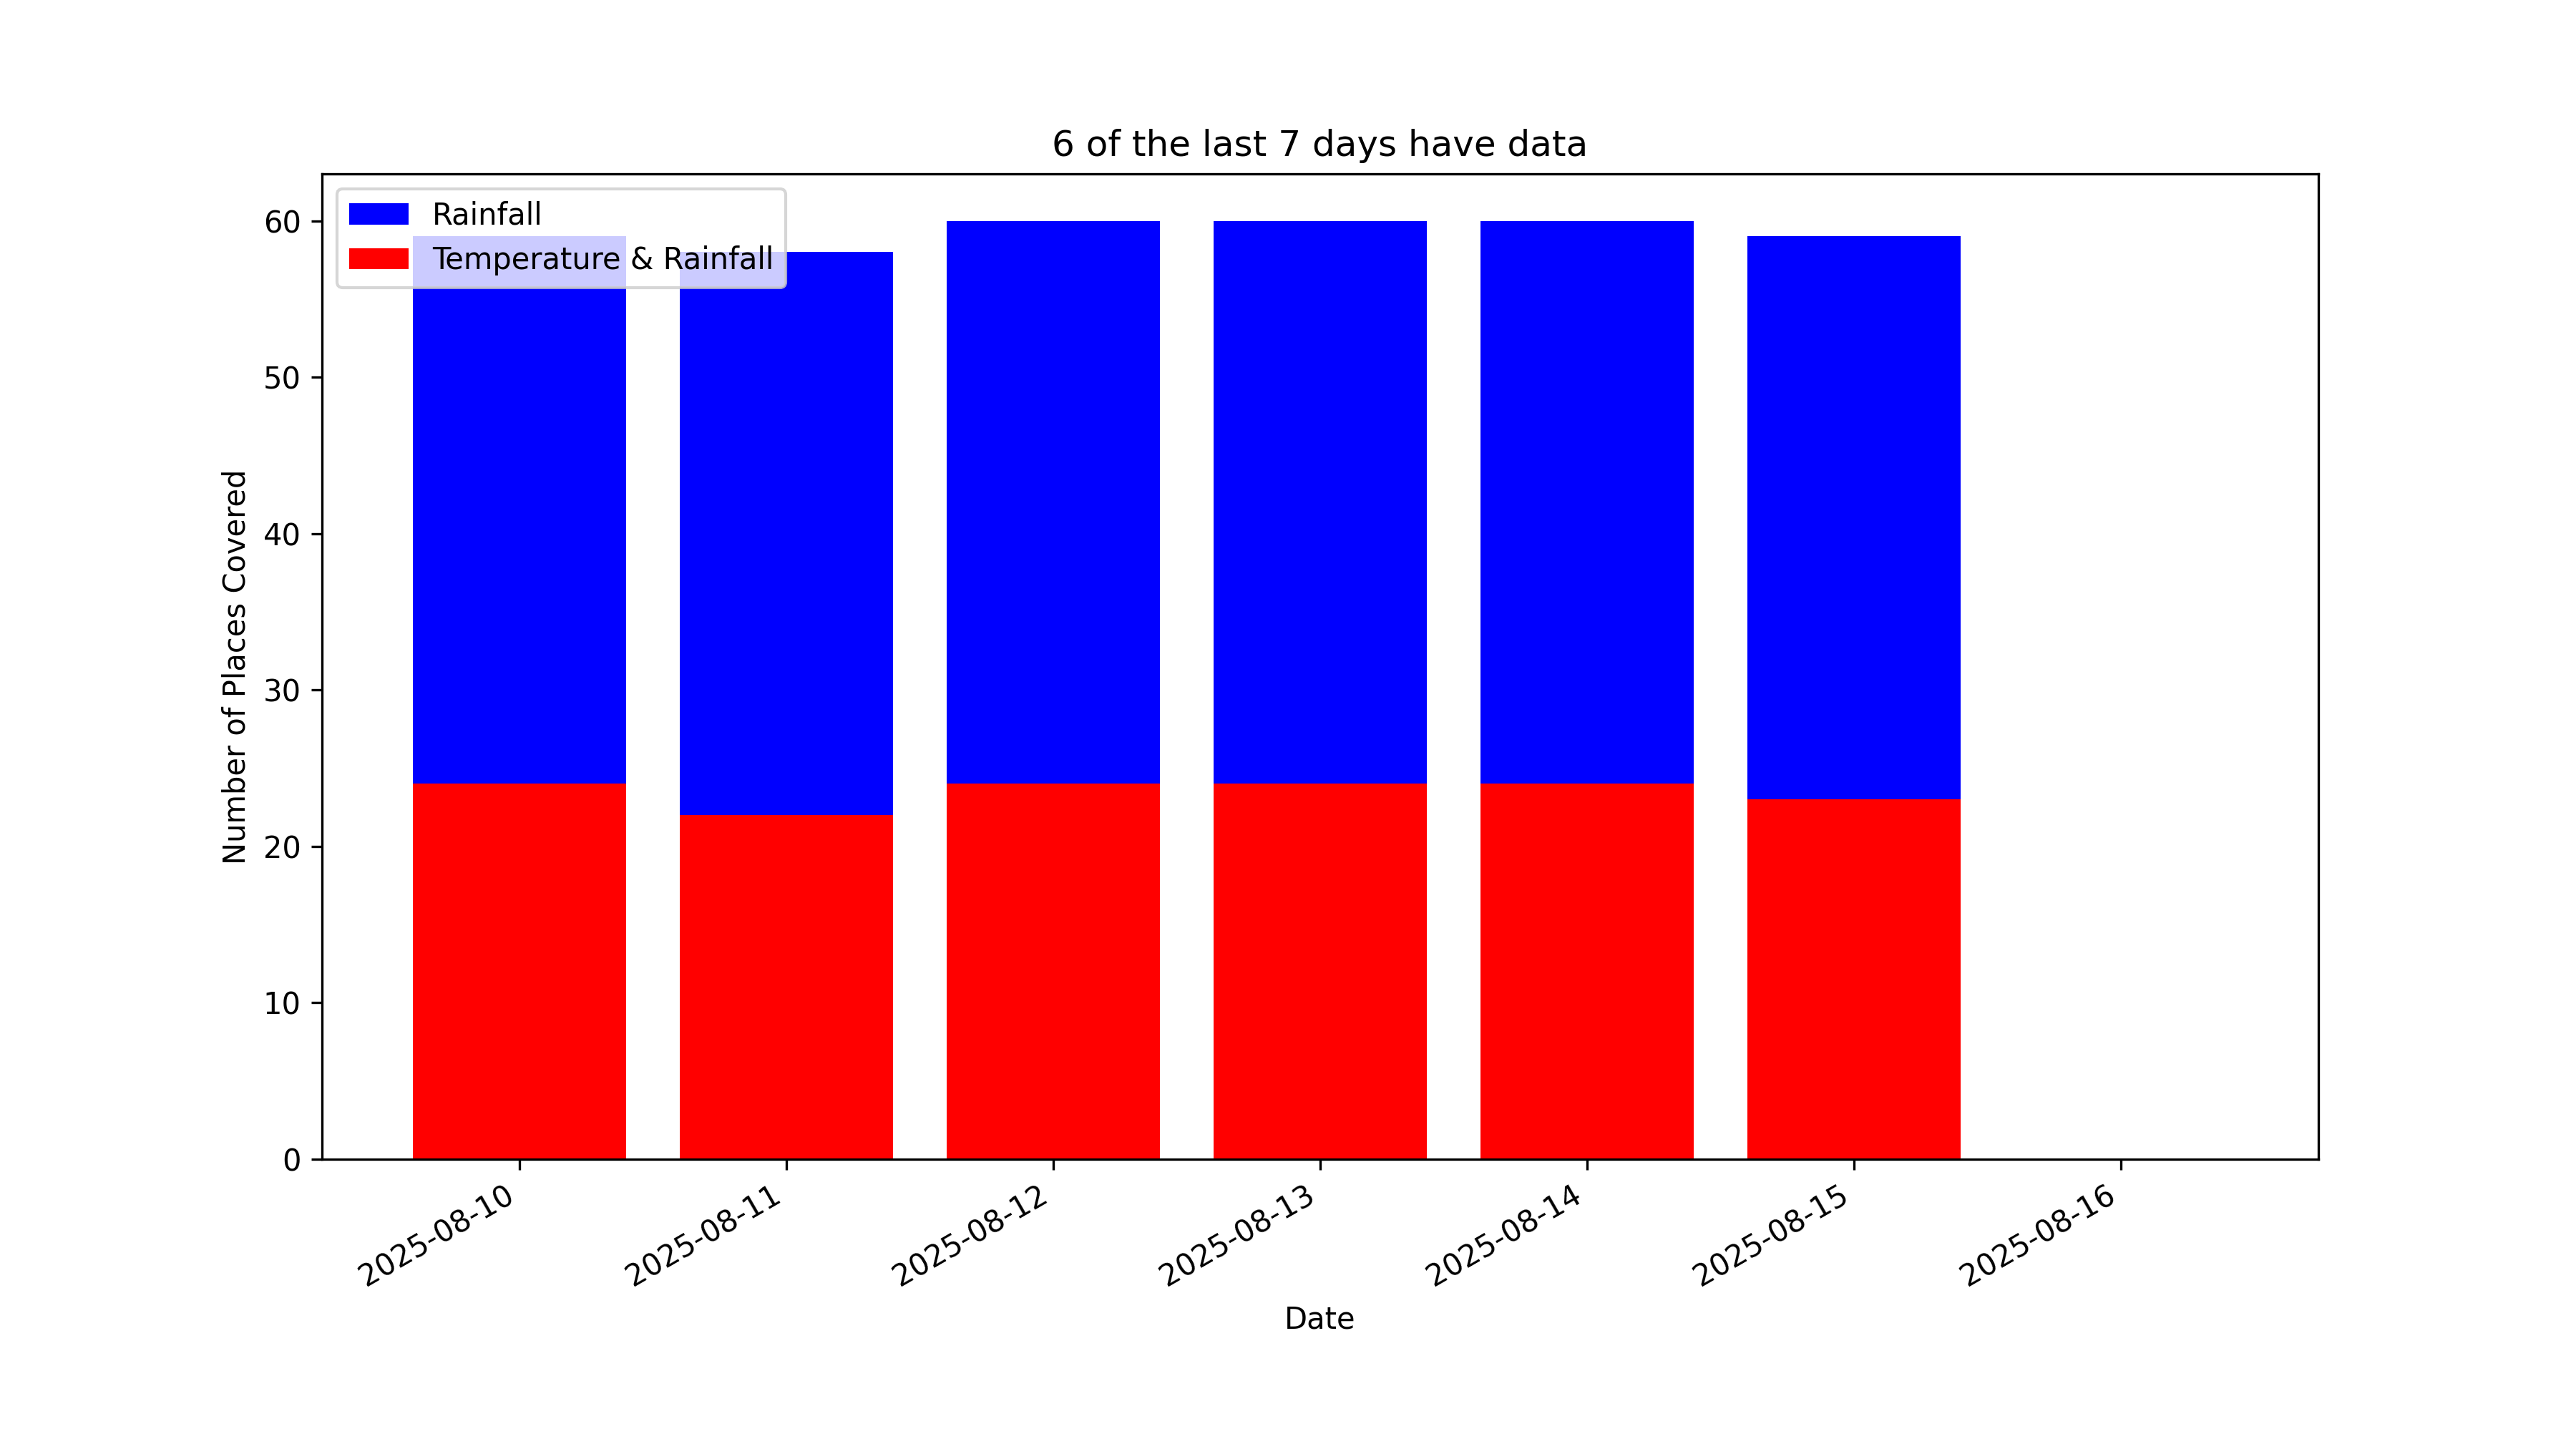 6 of the last 7 days have data
Rainfall
Temperature & Rainfall
60
50
40
30
20
10
0
Number of Places Covered
2025-08-10
2025-08-11
2025-08-12
2025-08-13
2025-08-14
2025-08-15
2025-08-16
Date